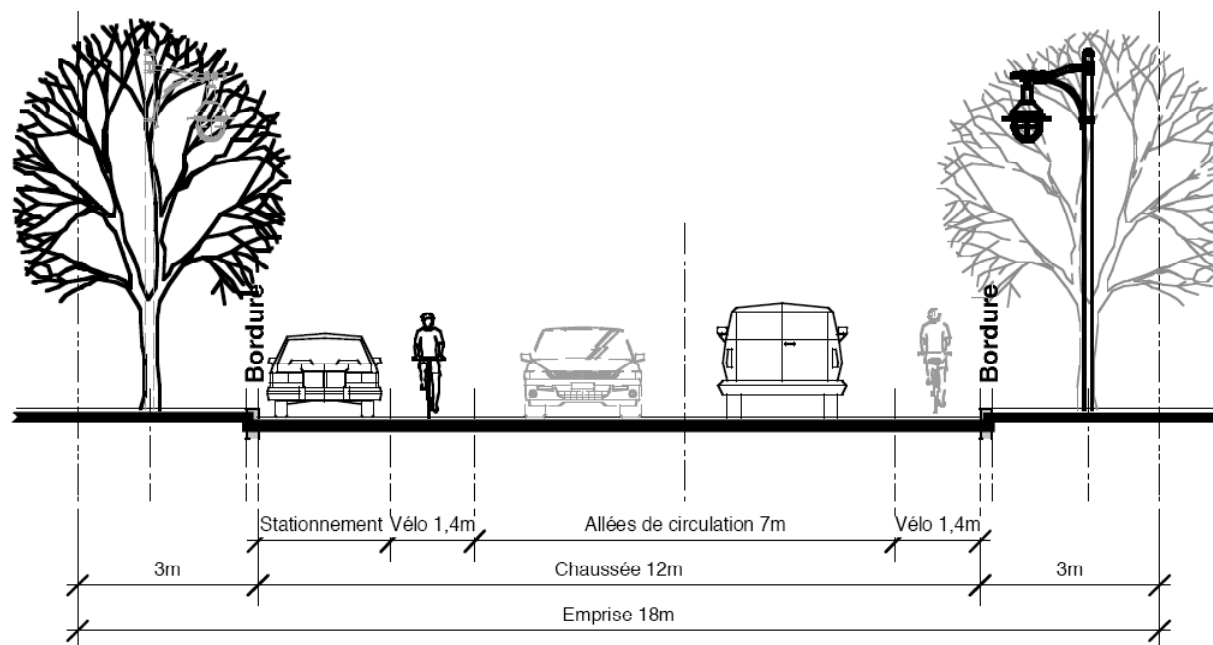 Bordure
Bordure
Stationnement
Vélo 1,4m
Allées de circulation 7m
Vélo 1,4m
3m
Chaussée 12m
3m
Emprise 18m